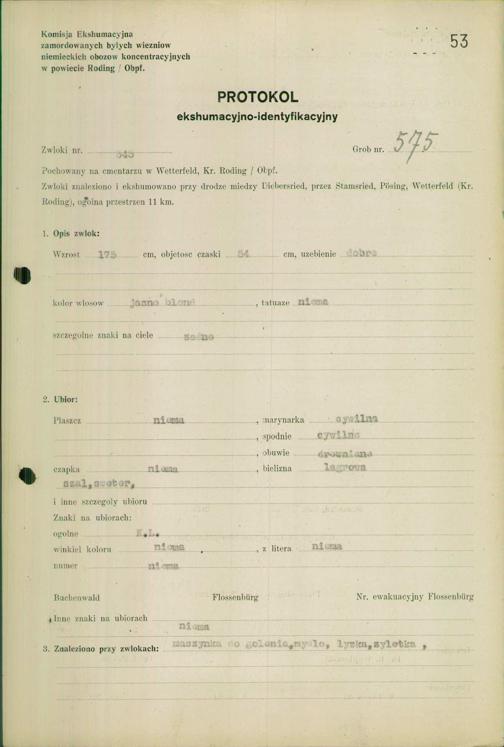 Komisja Ekshumacyjna
zamordowanych byłych wiezniow
niemieckich obozow koncentracyjnych
w powiecie Roding / Obpf.
53
PROTOKOL
ekshumacyjno-identyfikacyjny
Zwloki nr. Grob nr. 575
Pochowany na cmentarzu w Wetterfeld, Kr. Roding / Obpf.
Zwloki znaleziono i ekshumowano przy drodze miedzy Diebersried, przez Stamsried, Pösing, Wetterfeld (Kr.
Roding), ogolna przestrzen 11 km.
1. Opis zwlok:
Wzrost 175 cm, objetosc czaski 54 cm, uzebienie dobre
kolor wlosow jasno blond , tatuaze niema
szczegolne znaki na ciele zadne
2. Ubior:
Plaszcz niema , marynarka cywilna
, spodnie cywilne
, obuwie drewniane
czapka niema , bielizna lagrowa
szal, sweter,
i inne szczegoly ubioru
Znaki na ubiorach:
ogolne K.L.
winkiel koloru niema , z litera niema
numer niema
Buchenwald Flossenbürg Nr. ewakuacyjny Flossenbürg
Inne znaki na ubiorach niema
3. Znaleziono przy zwlokach: maszynka do golenia, mydlo, lyzka, zyletka ,